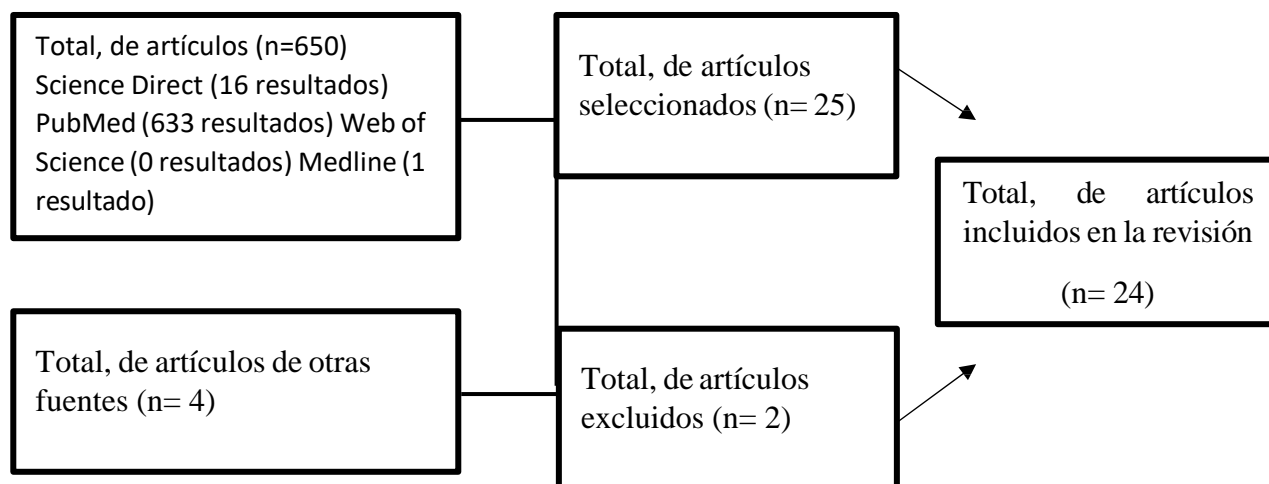 Total, de artículos (n=650)
Science Direct (16 resultados)
PubMed (633 resultados) Web of
Science (0 resultados) Medline (1
resultado)
Total, de artículos de otras
fuentes (n= 4)
Total, de artículos
seleccionados (n= 25)
Total, de artículos
excluidos (n= 2)
Total, de artículos
incluidos en la revisión
(n= 24)